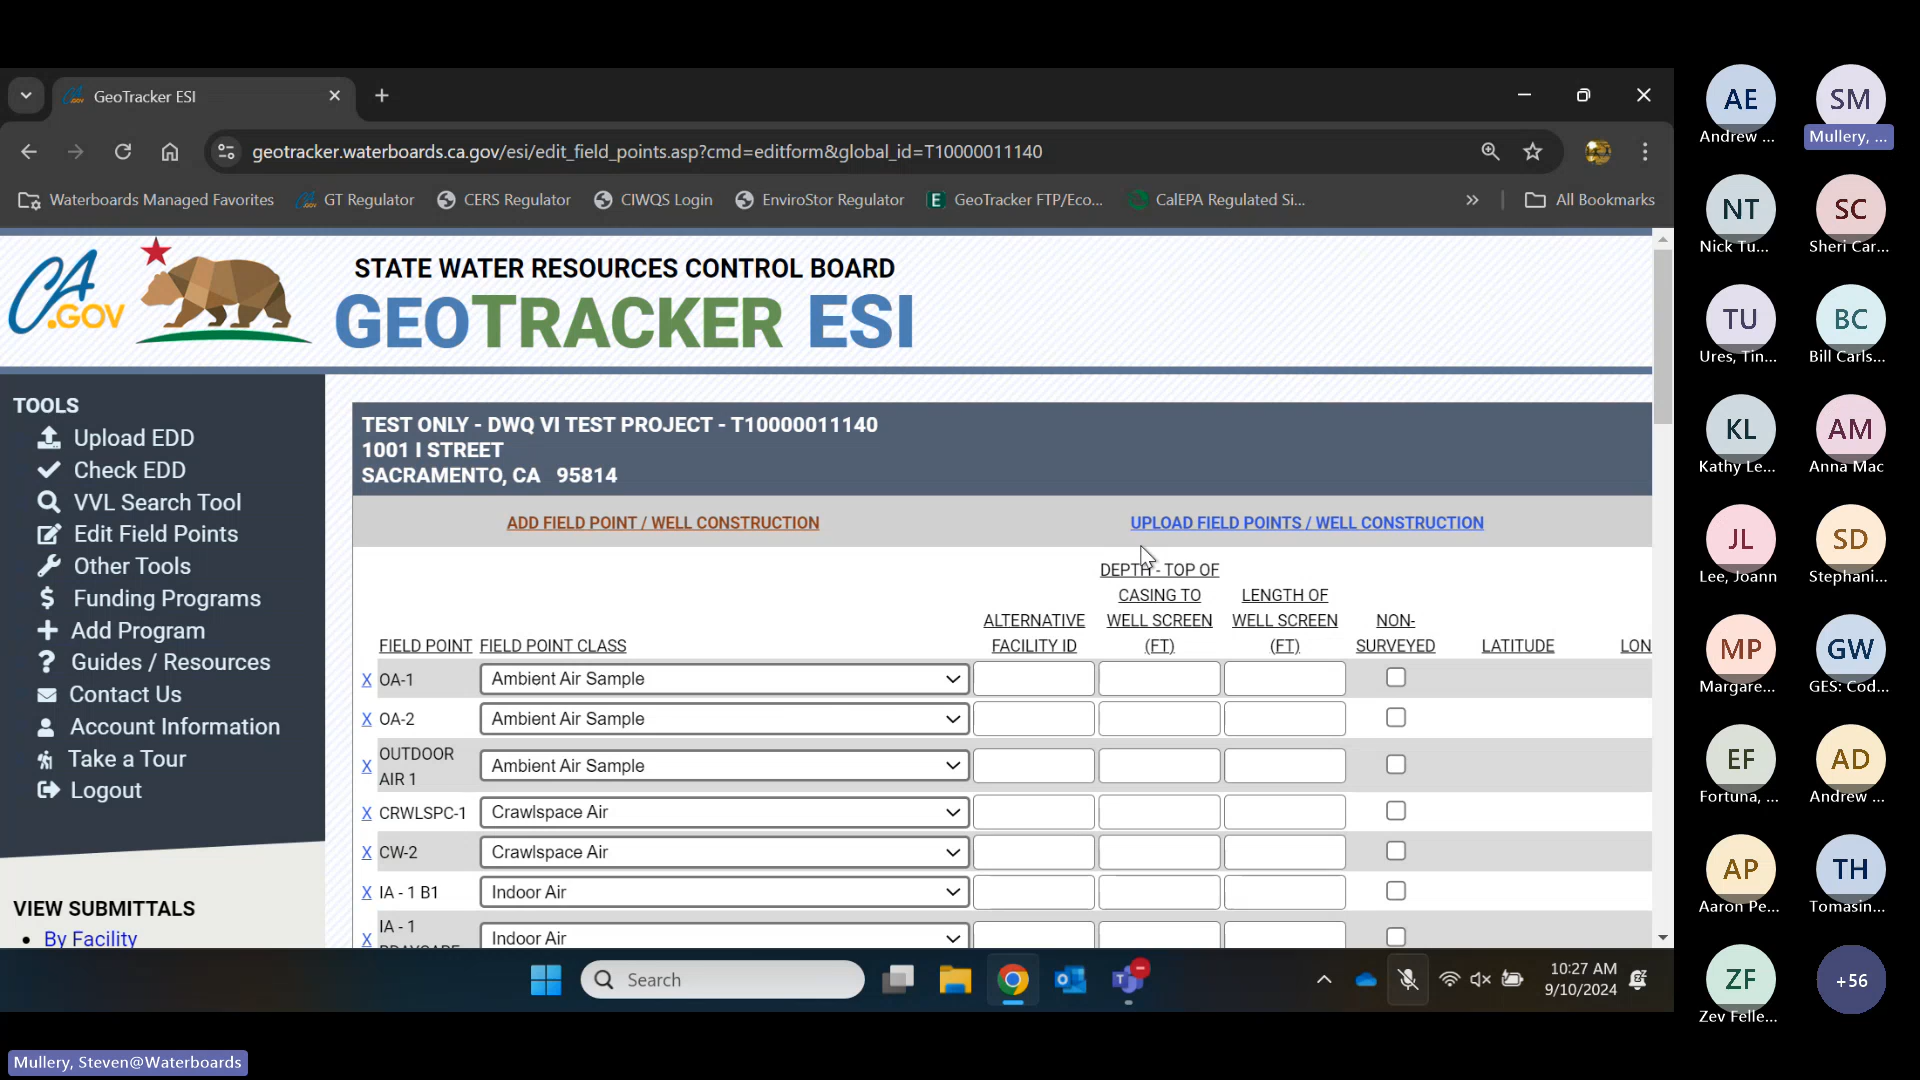 GeoTracker ESI
geotracker.waterboards.ca.gov/esi/edit_field_points.asp?cmd=editform&global_id=T10000011140
Waterboards Managed Favorites
GT Regulator
CERS Regulator
CIWQS Login
EnviroStor Regulator
E
GeoTracker FTP/Eco...
CalEPA Regulated Si...
»
All Bookmarks
CA
.GOV
STATE WATER RESOURCES CONTROL BOARD
GEOTRACKER ESI
TOOLS
Upload EDD
Check EDD
VVL Search Tool
Edit Field Points
Other Tools
$ Funding Programs
Add Program
? Guides / Resources
Contact Us
Account Information
Take a Tour
Logout
VIEW SUBMITTALS
• By Facility
TEST ONLY - DWQ VI TEST PROJECT - T10000011140
1001 I STREET
SACRAMENTO, CA 95814
ADD FIELD POINT / WELL CONSTRUCTION
UPLOAD FIELD POINTS / WELL CONSTRUCTION
FIELD POINT
FIELD POINT CLASS
ALTERNATIVE
FACILITY ID
DEPTH - TOP OF
CASING TO
WELL SCREEN
(FT)
LENGTH OF
WELL SCREEN
(FT)
NON-
SURVEYED
LATITUDE
LON
X OA-1 Ambient Air Sample
X OA-2 Ambient Air Sample
X OUTDOOR
AIR 1 Ambient Air Sample
X CRWLSPC-1 Crawlspace Air
X CW-2 Crawlspace Air
X IA - 1 B1 Indoor Air
X IA - 1
Indoor Air
Search
10:27 AM
9/10/2024
AE
Andrew ...
SM
Mullery, ...
NT
Nick Tu...
SC
Sheri Car...
TU
Ures, Tin...
BC
Bill Carls...
KL
Kathy Le...
AM
Anna Mac
JL
Lee, Joann
SD
Stephani...
MP
Margare...
GW
GES: Cod...
EF
Fortuna, ...
AD
Andrew ...
AP
Aaron Pe...
TH
Tomasin...
ZF
Zev Felle...
+56
Mullery, Steven@Waterboards